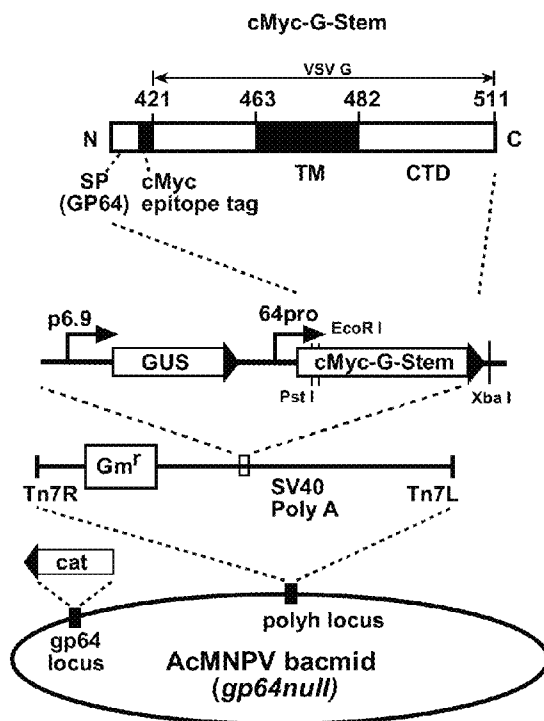 cMyc-G-Stem
VSV G
421 463 482 511
N C
SP
(GP64)
cMyc
epitope tag
TM CTD
p6.9 64pro
EcoR I
GUS cMyc-G-Stem
Pst I Xba I
Gmr
Tn7R SV40
Poly A Tn7L
cat
gp64
locus
polyh locus
AcMNPV bacmid
(gp64null)